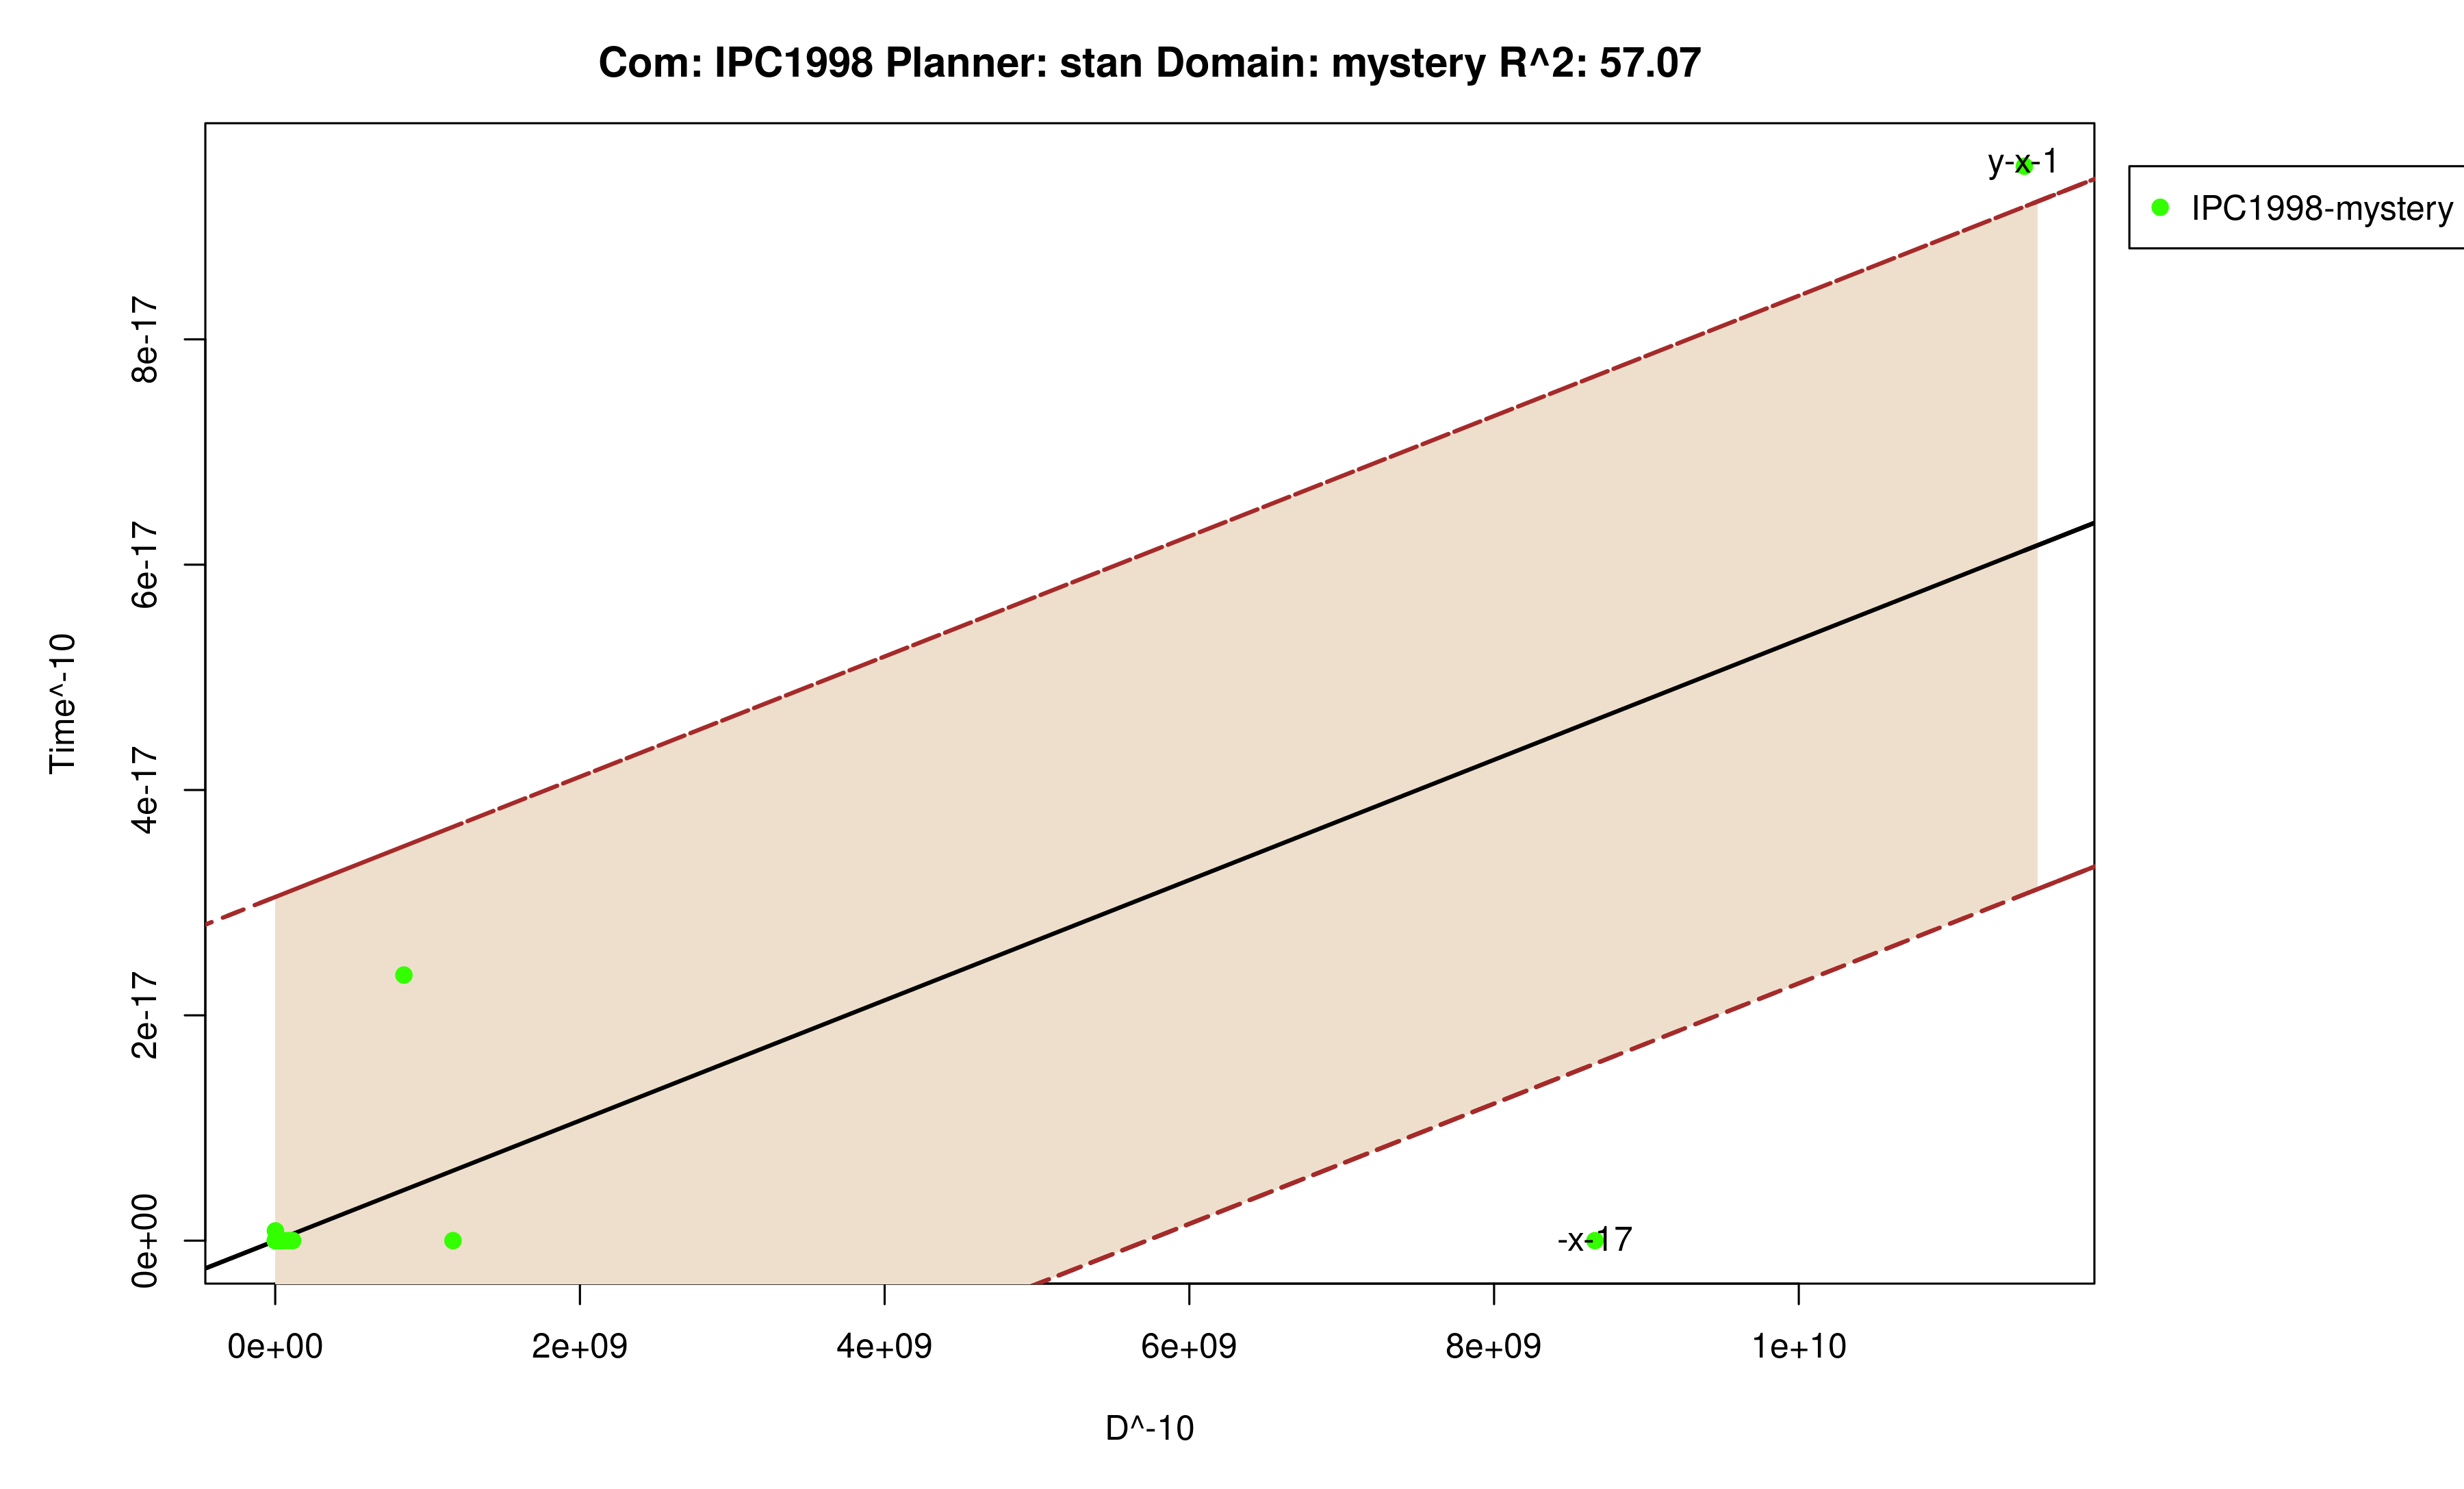 Com: IPC1998 Planner: stan Domain: mystery R^2: 57.07
y-x-1
IPC1998-mystery
8e-17
6e-17
4e-17
2e-17
0e+00
Time^-10
-x-17
0e+00 2e+09 4e+09 6e+09 8e+09 1e+10
D^-10